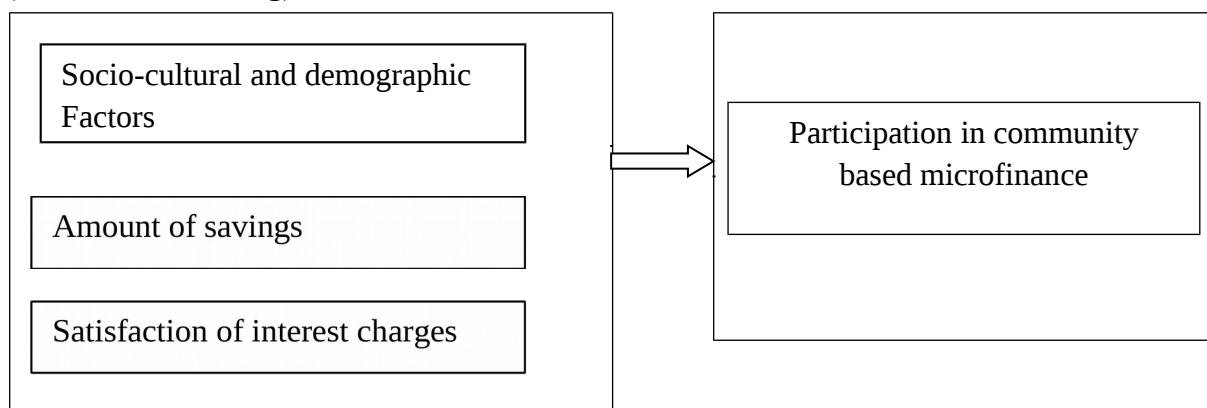 Socio-cultural and demographic
Factors
Amount of savings
Satisfaction of interest charges
Participation in community
based microfinance